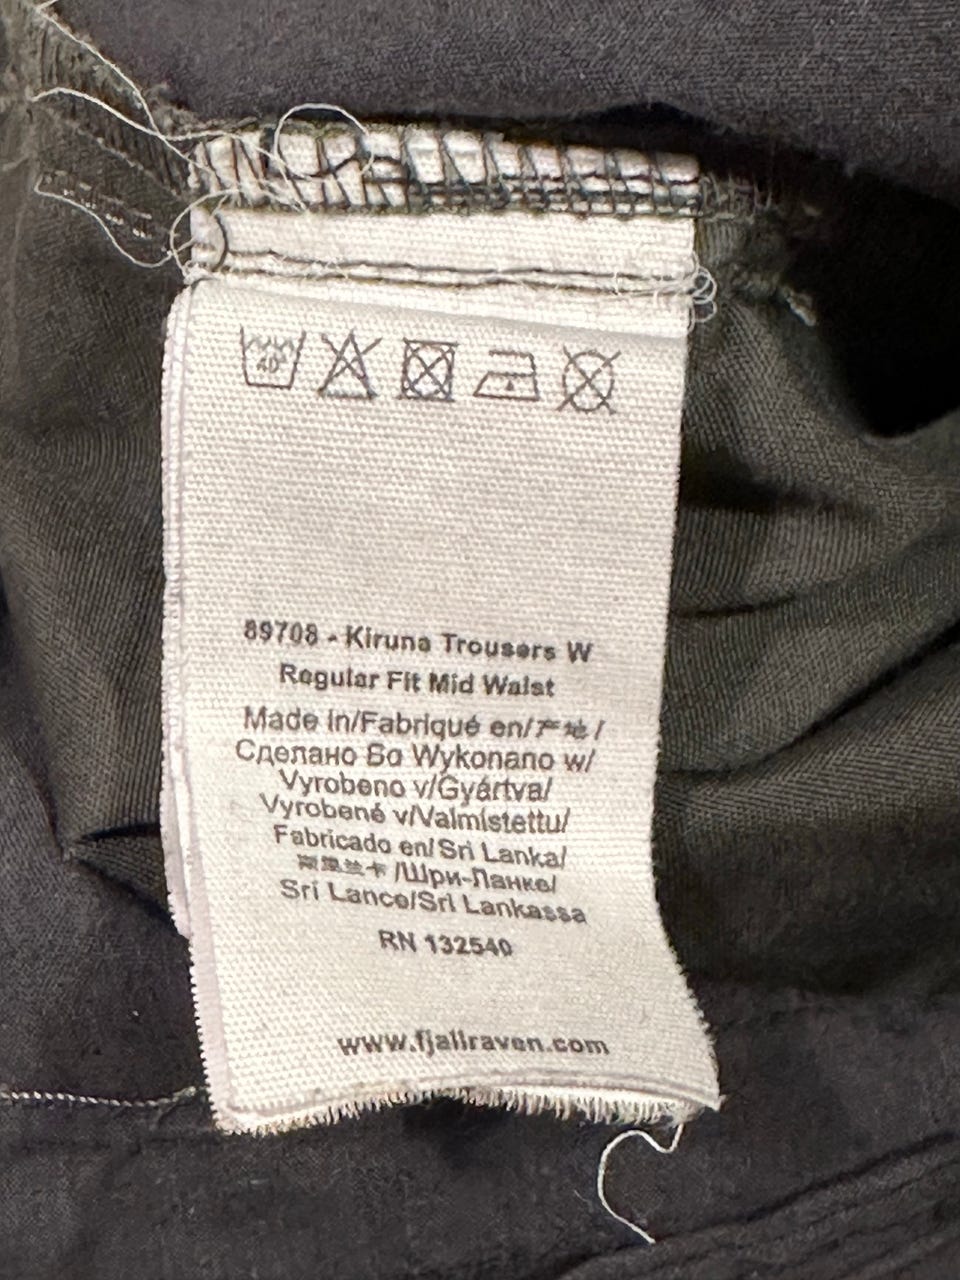 40
89708 - Kiruna Trousers W
Regular Fit Mid Waist
Made in/Fabriqué en/产地/
Сделано Во Wykonano w/
Vyrobeno v/Gyártva/
Vyrobené v/Valmistettu/
Fabricado en/Sri Lanka/
斯里兰卡/Шри-Ланке/
Sri Lance/Sri Lankassa
RN 132540
www.fjallraven.com